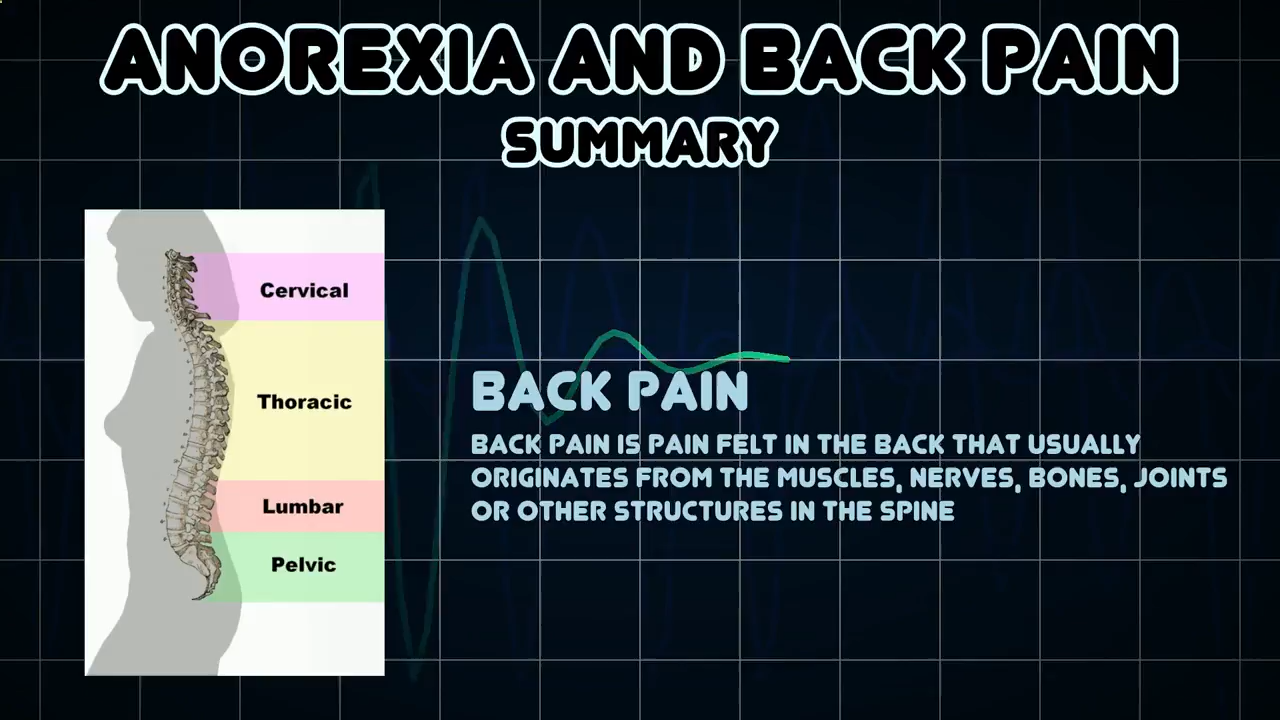 ANOREXIA AND BACK PAIN
SUMMARY
Cervical
Thoracic
Lumbar
Pelvic
BACK PAIN
BACK PAIN IS PAIN FELT IN THE BACK THAT USUALLY
ORIGINATES FROM THE MUSCLES, NERVES, BONES, JOINTS
OR OTHER STRUCTURES IN THE SPINE